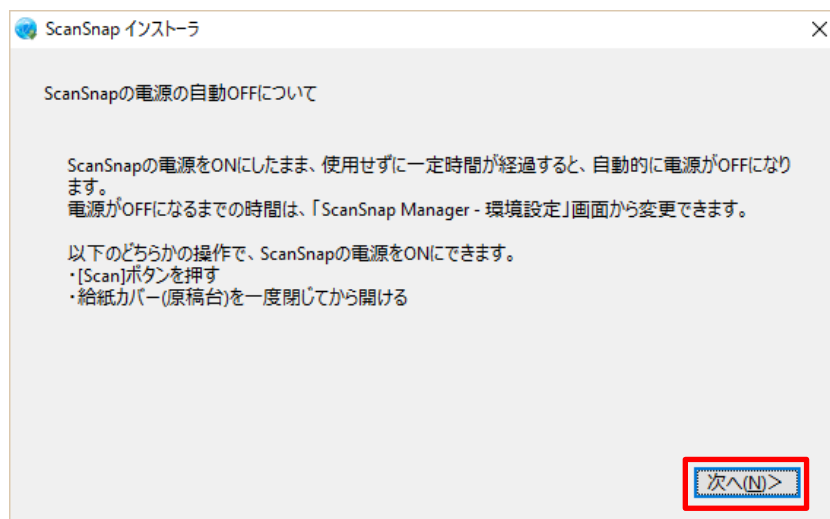 ScanSnap インストーラ
ScanSnapの電源の自動OFFについて
ScanSnapの電源をONにしたまま、使用せずに一定時間が経過すると、自動的に電源がOFFになり
ます。
電源がOFFになるまでの時間は、「ScanSnap Manager - 環境設定」画面から変更できます。
以下のどちらかの操作で、ScanSnapの電源をONにできます。
・[Scan]ボタンを押す
・給紙カバー(原稿台)を一度閉じてから開ける
次へ(N)>